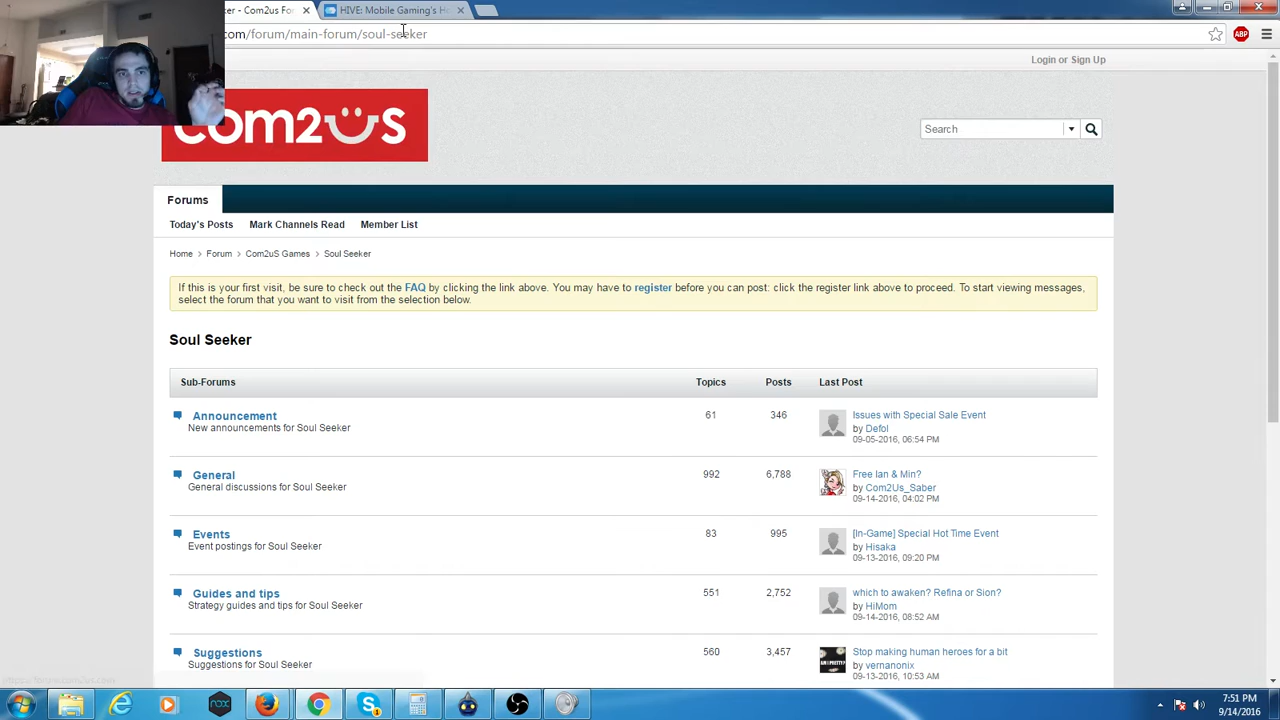 ker - Com2us Fo
HIVE: Mobile Gaming's He
com/forum/main-forum/soul-seeker
ABP
Login or Sign Up
com2us
Search
Forums
Today's Posts Mark Channels Read Member List
Home > Forum > Com2uS Games > Soul Seeker
If this is your first visit, be sure to check out the FAQ by clicking the link above. You may have to register before you can post: click the register link above to proceed. To start viewing messages,
select the forum that you want to visit from the selection below.
Soul Seeker
Sub-Forums Topics Posts Last Post
Announcement 61 346 Issues with Special Sale Event
New announcements for Soul Seeker by Defol
09-05-2016, 06:54 PM
General 992 6,788 Free Ian & Min?
General discussions for Soul Seeker by Com2Us_Saber
09-14-2016, 04:02 PM
Events 83 995 [In-Game] Special Hot Time Event
Event postings for Soul Seeker by Hisaka
09-13-2016, 09:20 PM
Guides and tips 551 2,752 which to awaken? Refina or Sion?
Strategy guides and tips for Soul Seeker by HiMom
09-14-2016, 08:52 AM
Suggestions 560 3,457 Stop making human heroes for a bit
Suggestions for Soul Seeker by vernanonix
09-13-2016, 10:53 AM
nox
7:51 PM
9/14/2016